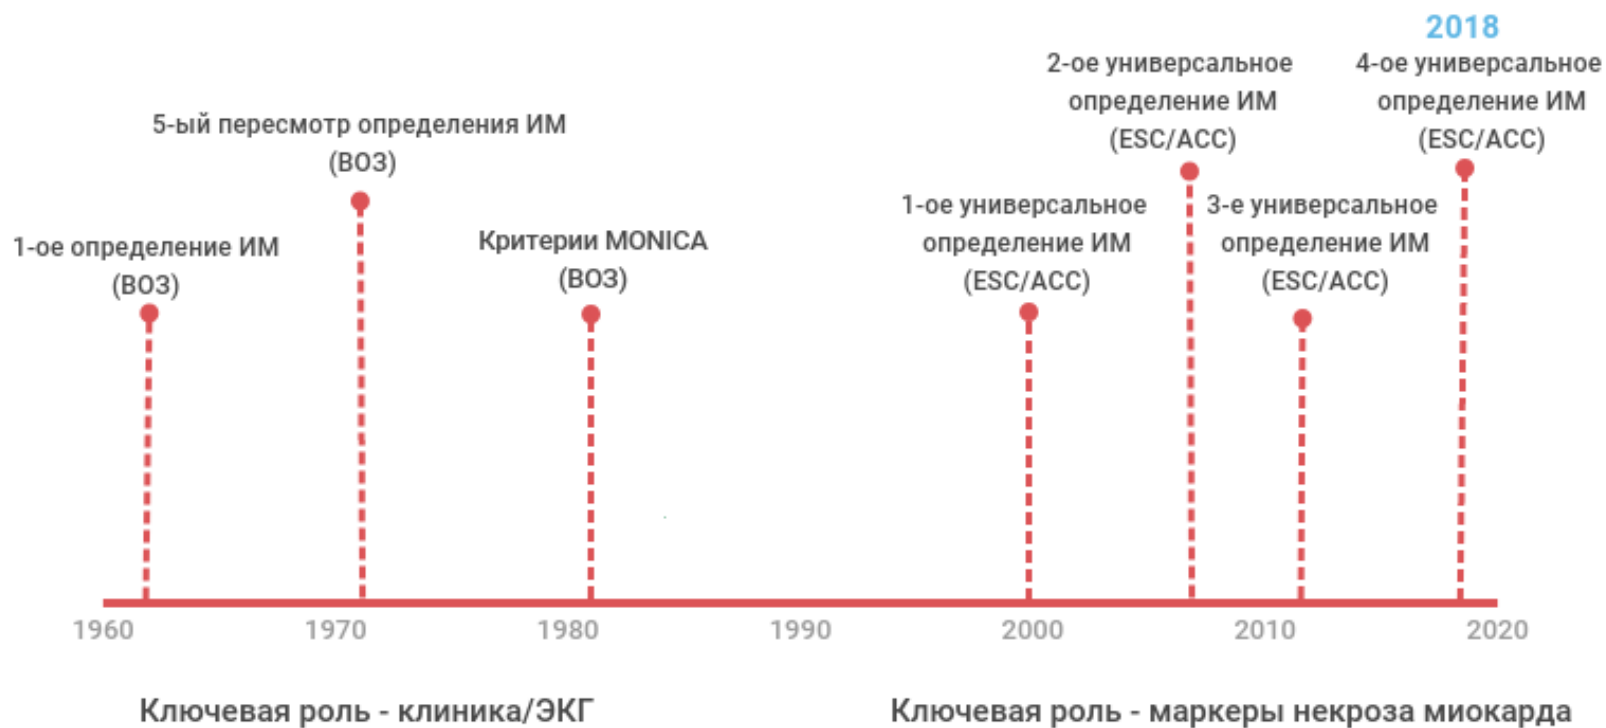 2018
2-ое универсальное
определение ИМ
(ESC/ACC)
4-ое универсальное
определение ИМ
(ESC/ACC)
5-ый пересмотр определения ИМ
(ВОЗ)
1-ое определение ИМ
(ВОЗ)
Критерии MONICA
(ВОЗ)
1-ое универсальное
определение ИМ
(ESC/ACC)
3-е универсальное
определение ИМ
(ESC/ACC)
1960 1970 1980 1990 2000 2010 2020
Ключевая роль - клиника/ЭКГ
Ключевая роль - маркеры некроза миокарда